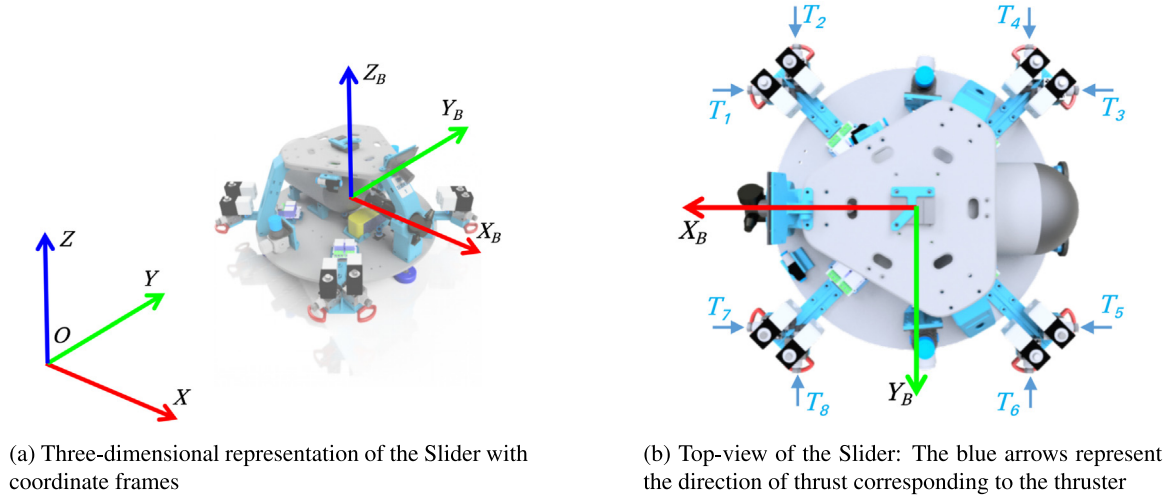 Z_B
Y_B
X_B
Z
Y
O
X
(a) Three-dimensional representation of the Slider with
coordinate frames
T_2
T_4
T_1
T_3
X_B
T_7
T_5
Y_B
T_8
T_6
(b) Top-view of the Slider: The blue arrows represent
the direction of thrust corresponding to the thruster